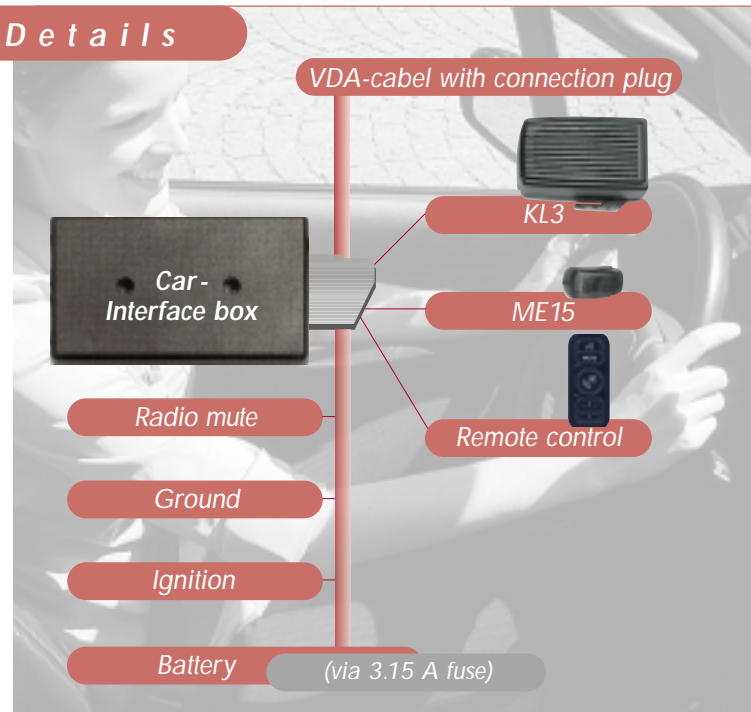 Details
VDA-cabel with connection plug
KL3
Car-
Interface box
ME15
Radio mute
Remote control
Ground
Ignition
Battery (via 3.15 A fuse)